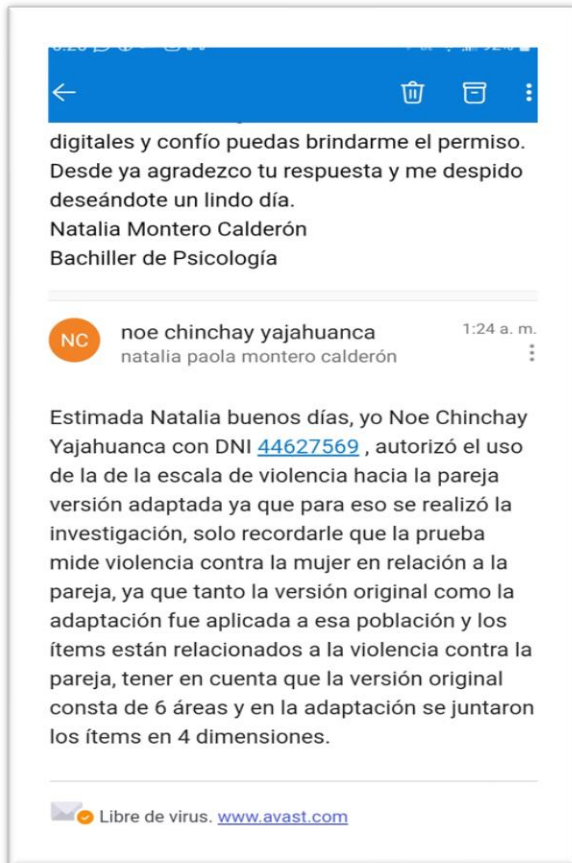 digitales y confío puedas brindarme el permiso.
Desde ya agradezco tu respuesta y me despido
deseándote un lindo día.
Natalia Montero Calderón
Bachiller de Psicología
NC
noe chinchay yajahuanca
1:24 a. m.
natalia paola montero calderón
Estimada Natalia buenos días, yo Noe Chinchay
Yajahuanca con DNI 44627569 , autorizó el uso
de la de la escala de violencia hacia la pareja
versión adaptada ya que para eso se realizó la
investigación, solo recordarle que la prueba
mide violencia contra la mujer en relación a la
pareja, ya que tanto la versión original como la
adaptación fue aplicada a esa población y los
ítems están relacionados a la violencia contra la
pareja, tener en cuenta que la versión original
consta de 6 áreas y en la adaptación se juntaron
los ítems en 4 dimensiones.
Libre de virus. www.avast.com